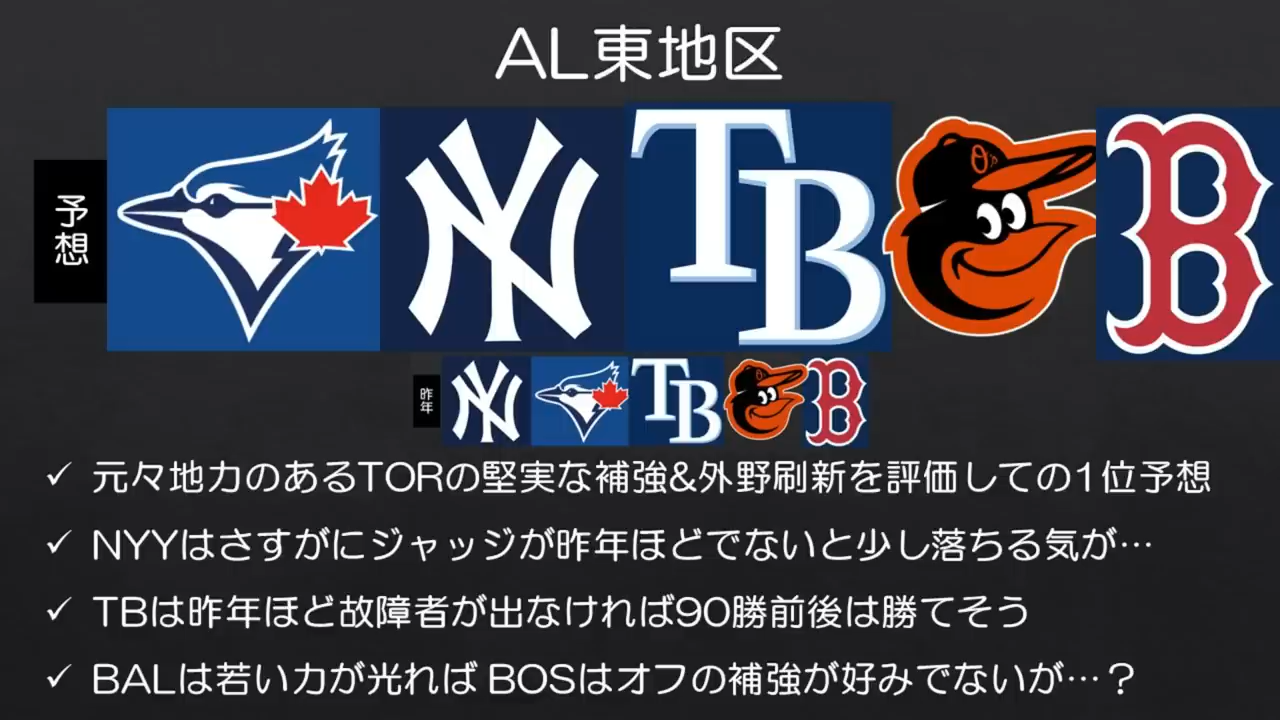 AL東地区
予想
NY
TB
B
昨年
NY
TB
B
元々地力のあるTORの堅実な補強&外野刷新を評価しての1位予想
NYYはさすがにジャッジが昨年ほどでないと少し落ちる気が…
TBは昨年ほど故障者が出なければ90勝前後は勝てそう
BALは若い力が光れば BOSはオフの補強が好みでないが…？